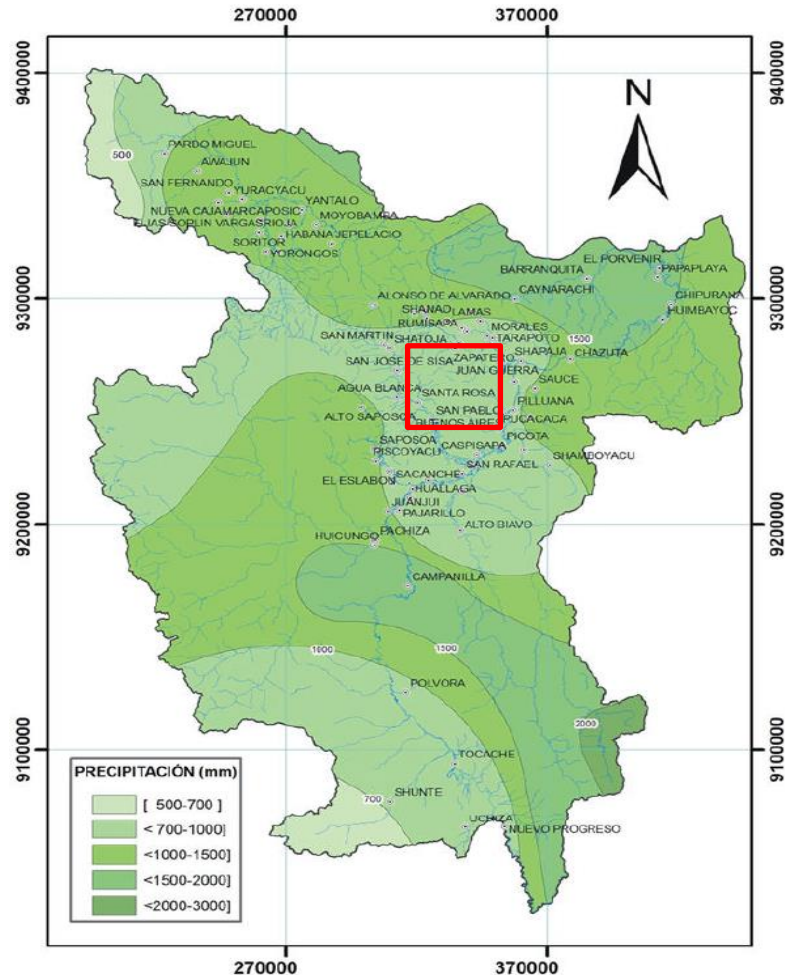 270000 370000
9400000 9400000
N
500
PARDO MIGUEL
AWAJUN
SAN FERNANDO
YURACYACU
YANTALO
NUEVA CAJAMARCA
POSIC
MOYOBAMBA
ELIAS SOPLIN VARGAS
RIOJA
HABANA
JEPELACIO
SORITOR
YORONGOS
EL PORVENIR
BARRANQUITA
PAPAPLAYA
CAYNARACHI
9300000 9300000
ALONSO DE ALVARADO
CHIPURANA
SHANAO
LAMAS
HUIMBAYOC
RUMISAPA
MORALES
SAN MARTIN
SHATOJA
TARAPOTO
1500
SAN JOSE DE SISA
ZAPATERO
SHAPAJA
CHAZUTA
JUAN GUERRA
AGUA BLANCA
SANTA ROSA
SAUCE
PILLUANA
ALTO SAPOSOA
SAN PABLO
BUENOS AIRES
PUCACACA
SAPOSOA
CASPISAPA
PICOTA
PISCOYACU
SAN RAFAEL
SHAMBOYACU
EL ESLABON
SACANCHE
HUALLAGA
JUANJUI
PAJARILLO
9200000 9200000
ALTO BIAVO
HUICUNGO
PACHIZA
CAMPANILLA
1000
1500
POLVORA
2000
9100000 9100000
TOCACHE
700
SHUNTE
UCHIZA
NUEVO PROGRESO
PRECIPITACIÓN (mm)
[ 500-700 ]
<700-1000]
<1000-1500]
<1500-2000]
<2000-3000]
270000 370000